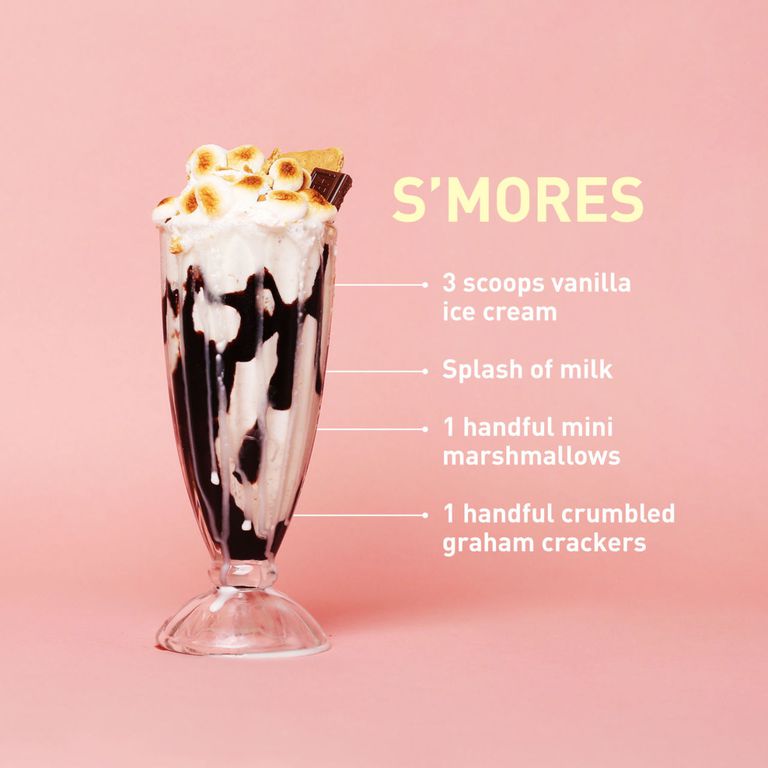 S'MORES
3 scoops vanilla
ice cream
Splash of milk
1 handful mini
marshmallows
1 handful crumbled
graham crackers